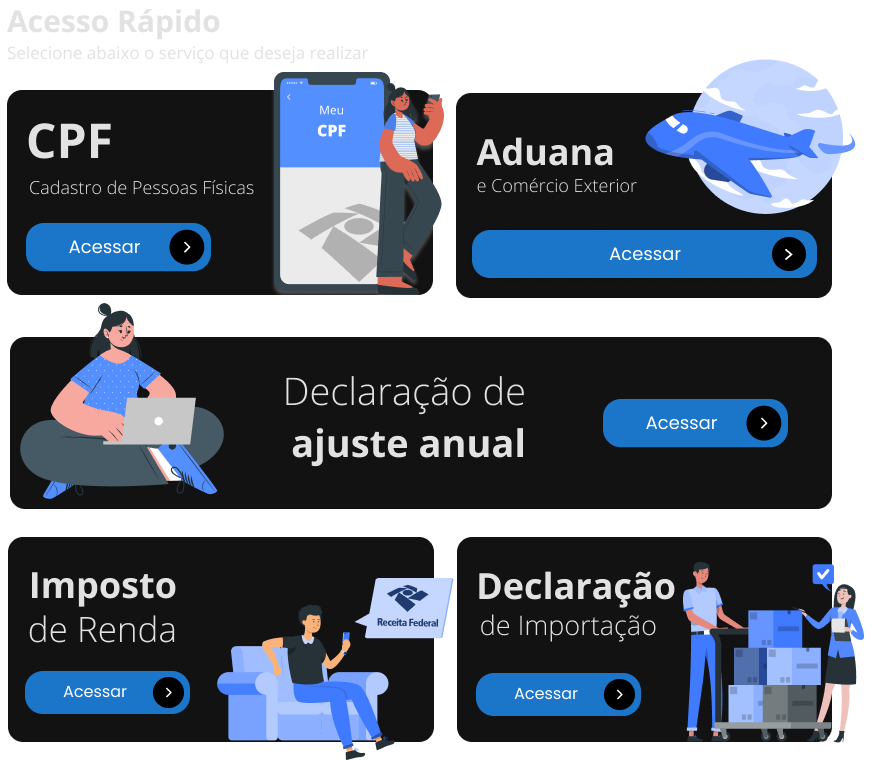 Acesso Rápido
Selecione abaixo o serviço que deseja realizar
CPF
Cadastro de Pessoas Físicas
Acessar
Meu
CPF
Aduana
e Comércio Exterior
Acessar
Declaração de
ajuste anual
Acessar
Imposto
de Renda
Acessar
Receita Federal
Declaração
de Importação
Acessar